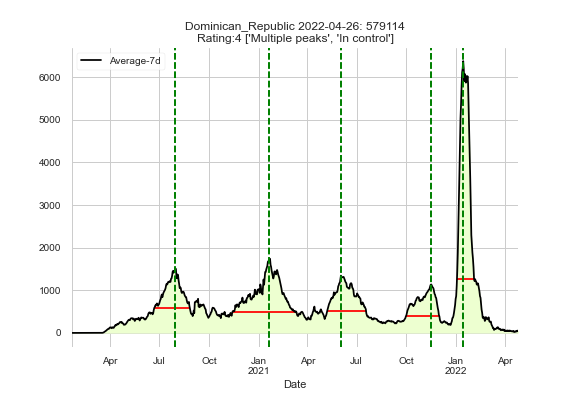 Dominican_Republic 2022-04-26: 579114
Rating:4 ['Multiple peaks', 'In control']
Average-7d
6000
5000
4000
3000
2000
1000
0
Apr Jul Oct Jan Apr Jul Oct Jan Apr
2021 2022
Date